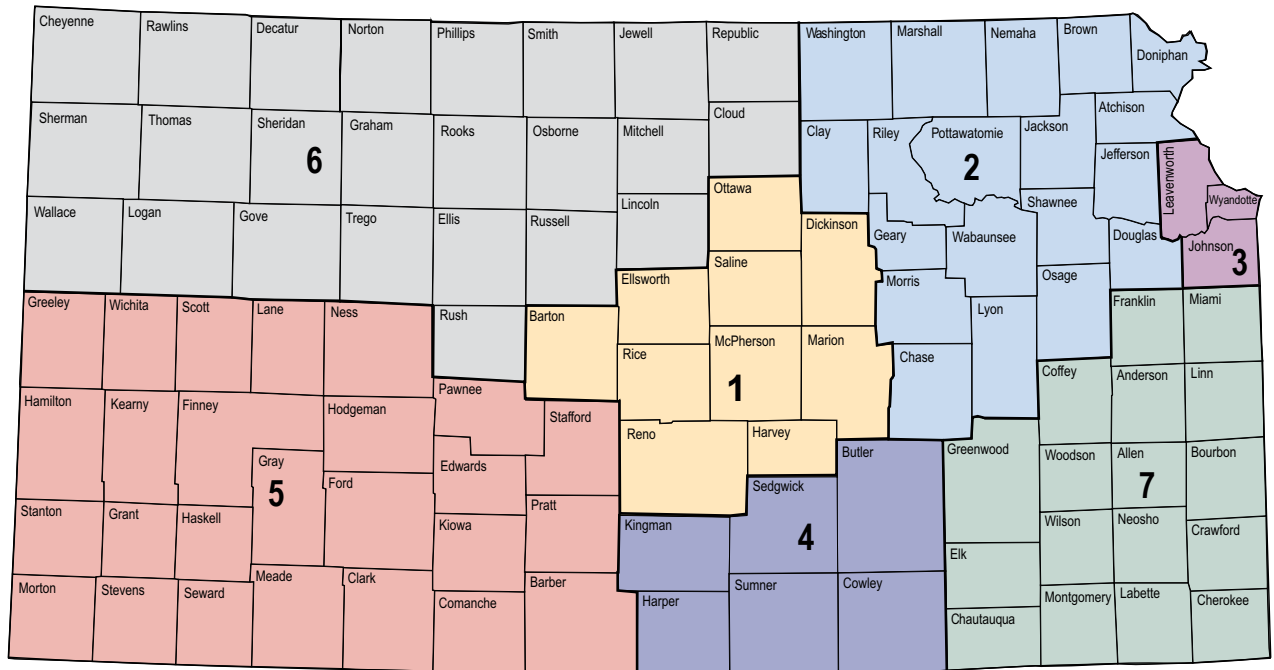 Cheyenne
Rawlins
Decatur
Norton
Phillips
Smith
Jewell
Republic
Washington
Marshall
Nemaha
Brown
Doniphan
Sherman
Thomas
Sheridan
Graham
Rooks
Osborne
Mitchell
Cloud
Clay
Riley
Pottawatomie
Jackson
Atchison
Jefferson
Leavenworth
Wyandotte
6
2
Wallace
Logan
Gove
Trego
Ellis
Russell
Lincoln
Ottawa
Dickinson
Geary
Wabaunsee
Shawnee
Douglas
Johnson
3
Saline
Ellsworth
Morris
Osage
Lyon
Greeley
Wichita
Scott
Lane
Ness
Rush
Barton
Rice
McPherson
Marion
Chase
Franklin
Miami
1
Coffey
Anderson
Linn
Hamilton
Kearny
Finney
Hodgeman
Pawnee
Stafford
Reno
Harvey
Butler
Greenwood
Woodson
Allen
Bourbon
Gray
5
Ford
Edwards
Pratt
Sedgwick
4
7
Stanton
Grant
Haskell
Kiowa
Kingman
Wilson
Neosho
Crawford
Elk
Morton
Stevens
Seward
Meade
Clark
Comanche
Barber
Harper
Sumner
Cowley
Chautauqua
Montgomery
Labette
Cherokee